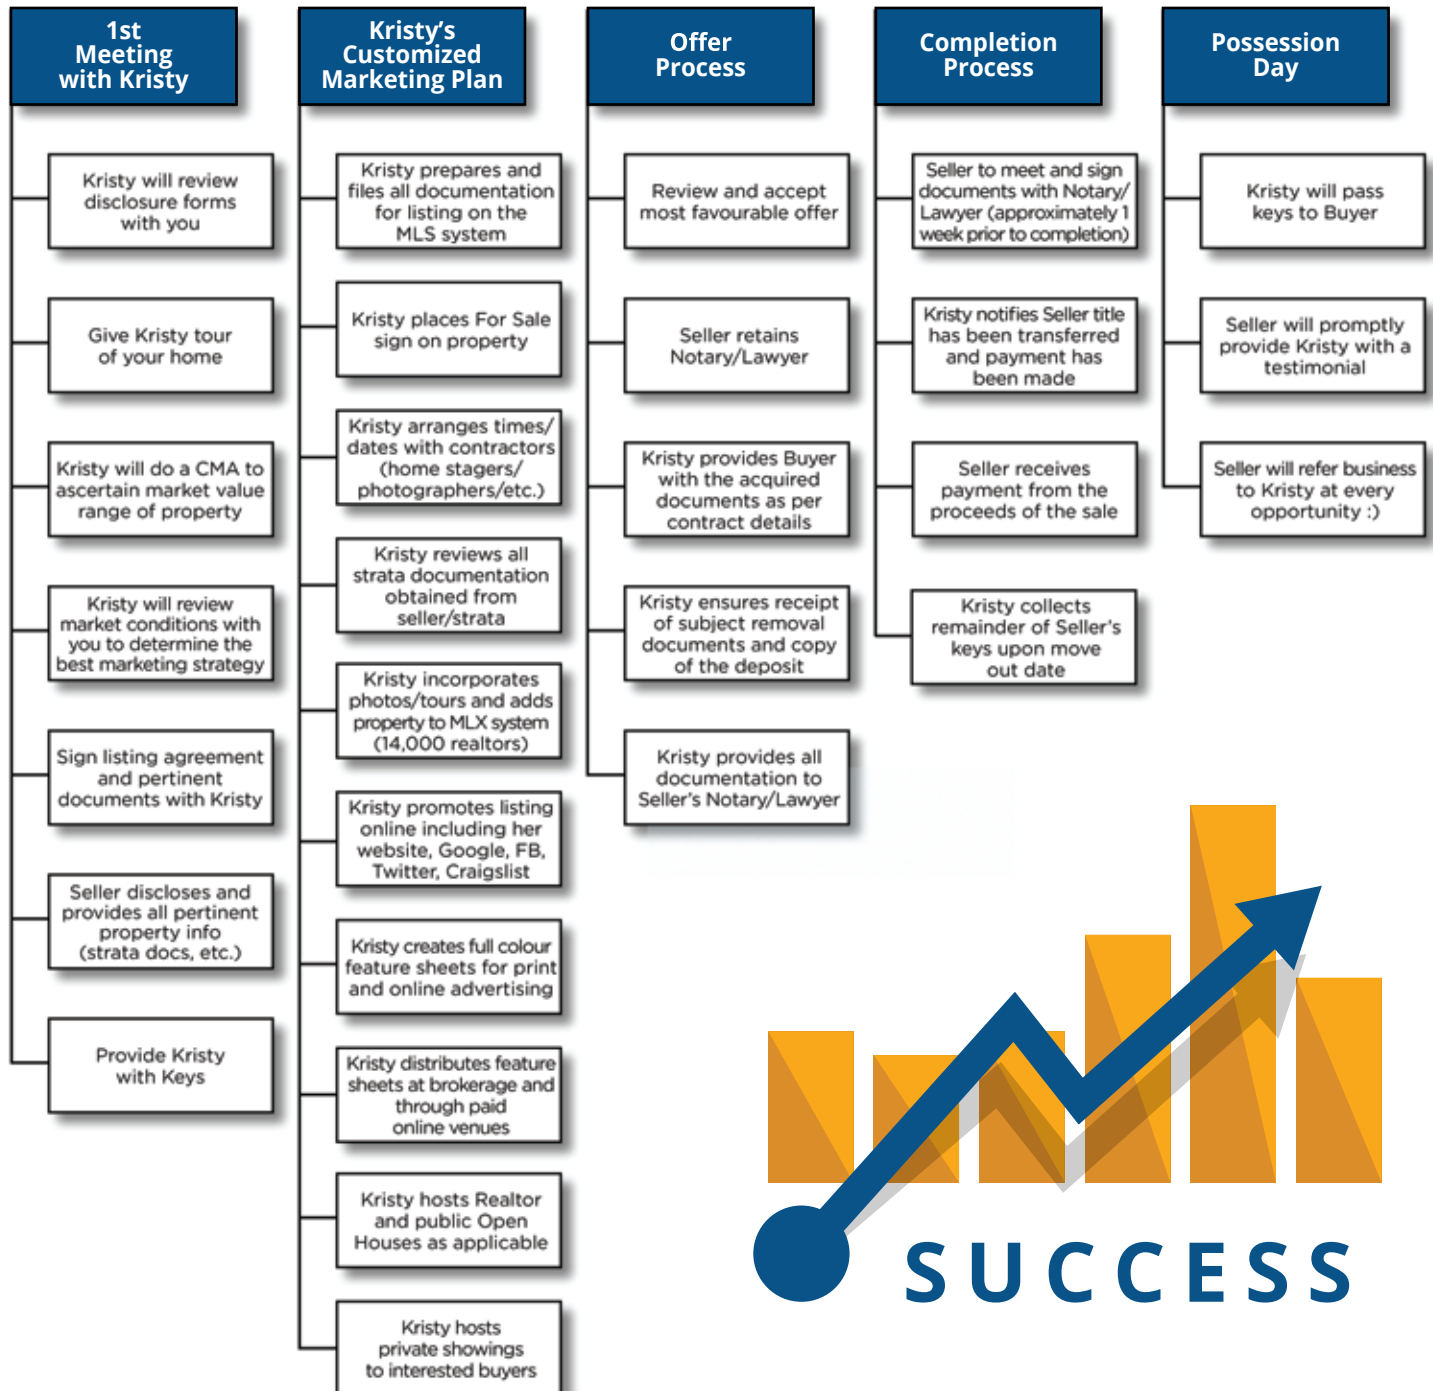 1st
Meeting
with Kristy
Kristy will review
disclosure forms
with you
Give Kristy tour
of your home
Kristy will do a CMA to
ascertain market value
range of property
Kristy will review
market conditions with
you to determine the
best marketing strategy
Sign listing agreement
and pertinent
documents with Kristy
Seller discloses and
provides all pertinent
property info
(strata docs, etc.)
Provide Kristy
with Keys
Kristy's
Customized
Marketing Plan
Kristy prepares and
files all documentation
for listing on the
MLS system
Kristy places For Sale
sign on property
Kristy arranges times/
dates with contractors
(home stagers/
photographers/etc.)
Kristy reviews all
strata documentation
obtained from
seller/strata
Kristy incorporates
photos/tours and adds
property to MLX system
(14,000 realtors)
Kristy promotes listing
online including her
website, Google, FB,
Twitter, Craigslist
Kristy creates full colour
feature sheets for print
and online advertising
Kristy distributes feature
sheets at brokerage and
through paid
online venues
Kristy hosts Realtor
and public Open
Houses as applicable
Kristy hosts
private showings
to interested buyers
Offer
Process
Review and accept
most favourable offer
Seller retains
Notary/Lawyer
Kristy provides Buyer
with the acquired
documents as per
contract details
Kristy ensures receipt
of subject removal
documents and copy
of the deposit
Kristy provides all
documentation to
Seller's Notary/Lawyer
Completion
Process
Seller to meet and sign
documents with Notary/
Lawyer (approximately 1
week prior to completion)
Kristy notifies Seller title
has been transferred
and payment has
been made
Seller receives
payment from the
proceeds of the sale
Kristy collects
remainder of Seller's
keys upon move
out date
Possession
Day
Kristy will pass
keys to Buyer
Seller will promptly
provide Kristy with a
testimonial
Seller will refer business
to Kristy at every
opportunity :)
SUCCESS